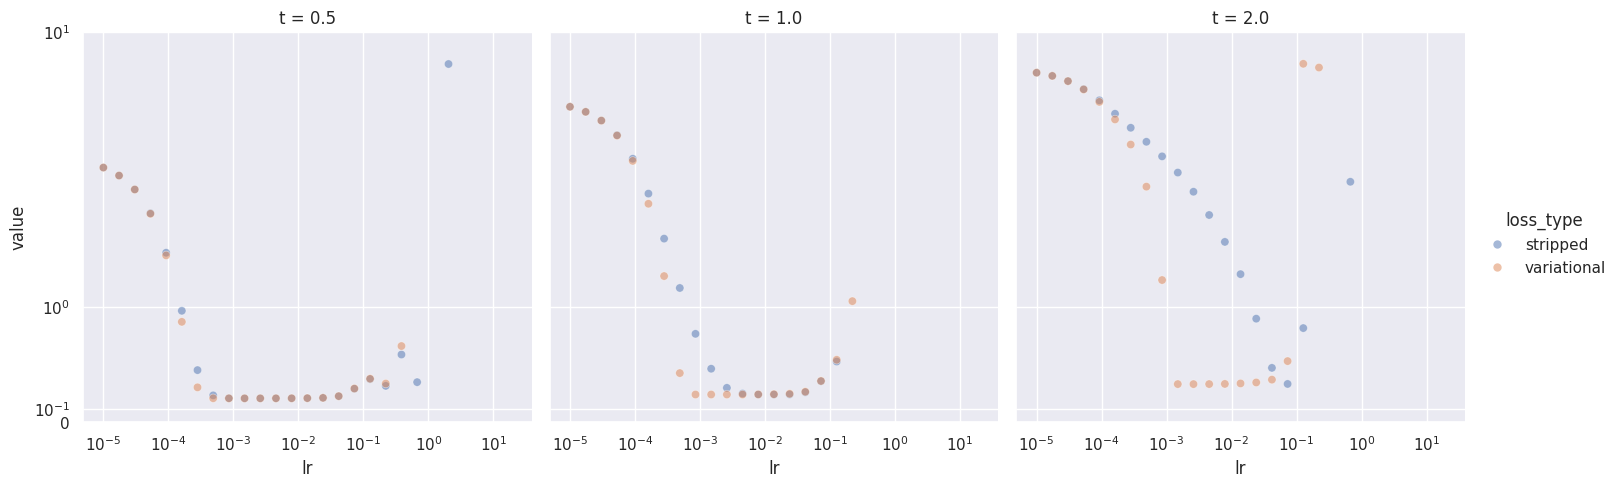 t = 0.5
t = 1.0
t = 2.0
value
10¹
10⁰
10⁻¹
0
10⁻⁵ 10⁻⁴ 10⁻³ 10⁻² 10⁻¹ 10⁰ 10¹
10⁻⁵ 10⁻⁴ 10⁻³ 10⁻² 10⁻¹ 10⁰ 10¹
10⁻⁵ 10⁻⁴ 10⁻³ 10⁻² 10⁻¹ 10⁰ 10¹
lr
lr
lr
loss_type
stripped
variational